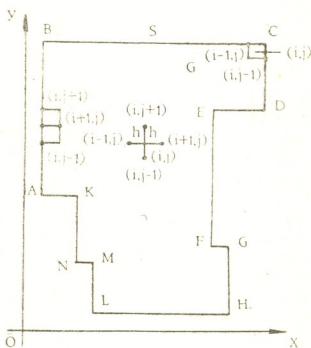 y
B S C
(i-1,j) (i,j)
G (i,j-1)
(i,j+1) (i,j+1) E D
(i+1,j) h h
(i-1,j) (i+1,j)
(i,j-1) (i,j)
(i,j-1)
A K
F G
N M
L H
O x